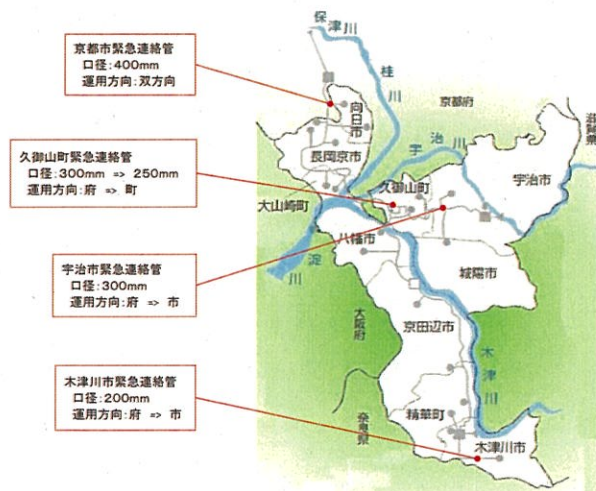 京都市緊急連絡管
口径:400mm
運用方向:双方向
久御山町緊急連絡管
口径:300mm => 250mm
運用方向:府 => 町
宇治市緊急連絡管
口径:300mm
運用方向:府 => 市
木津川市緊急連絡管
口径:200mm
運用方向:府 => 市
保津川
桂川
京都府
滋賀県
向日市
長岡京市
宇治川
宇治市
久御山町
大山崎町
八幡市
淀川
城陽市
大阪府
京田辺市
木津川
精華町
奈良県
木津川市